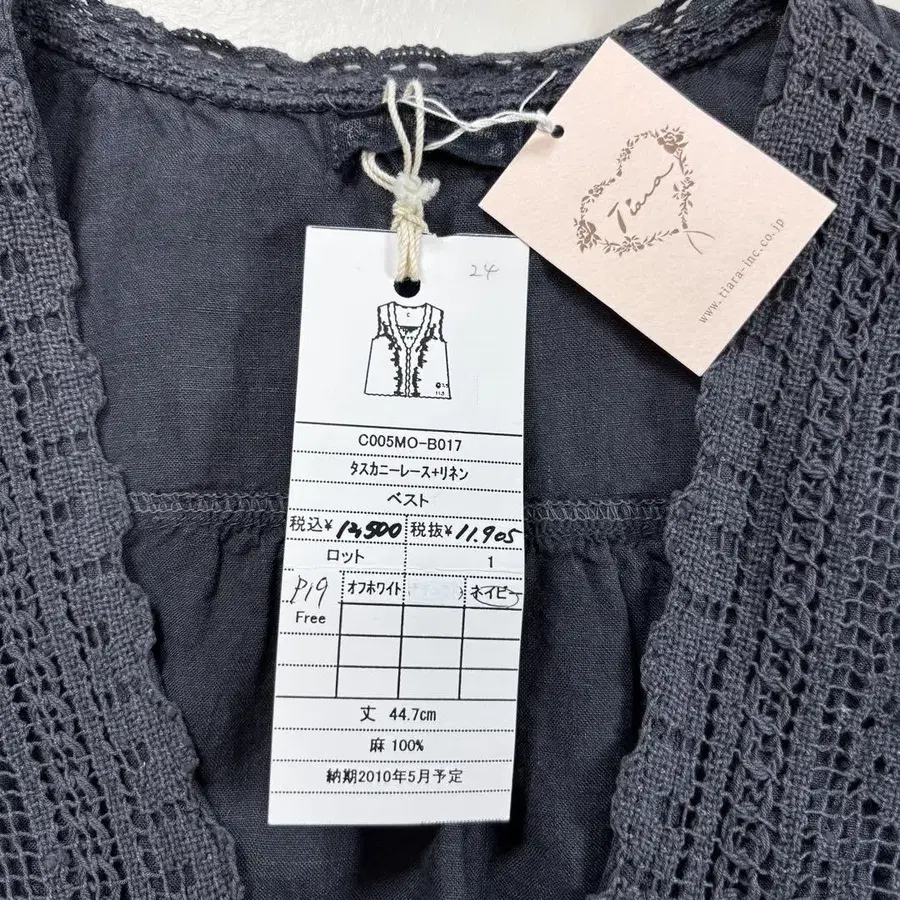 24
C005MO-B017
タスカニーレース+リネン
ベスト
税込¥ 12,500 税抜¥ 11.905
ロット 1
P19 オフホワイト ネイビー
Free
丈 44.7cm
麻 100%
納期2010年5月予定
Tiara
www.tiara-inc.co.jp